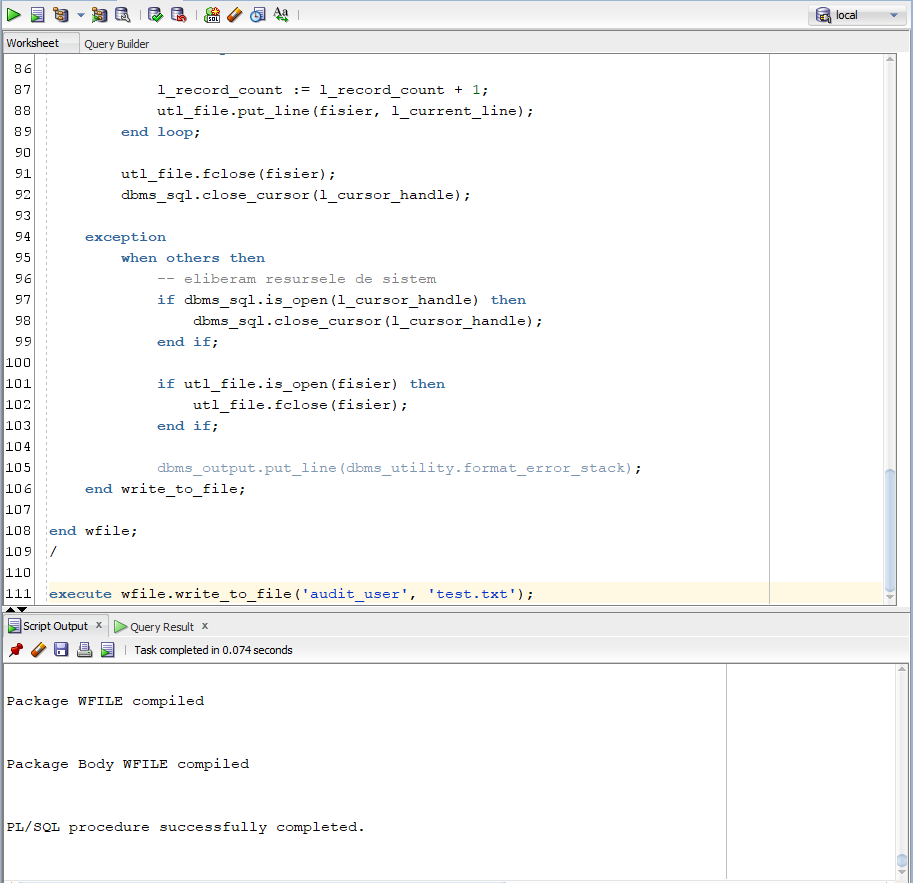 SQL
Aa
local
Worksheet
Query Builder
86
87 l_record_count := l_record_count + 1;
88 utl_file.put_line(fisier, l_current_line);
89 end loop;
90
91 utl_file.fclose(fisier);
92 dbms_sql.close_cursor(l_cursor_handle);
93
94 exception
95 when others then
96 -- eliberam resursele de sistem
97 if dbms_sql.is_open(l_cursor_handle) then
98 dbms_sql.close_cursor(l_cursor_handle);
99 end if;
100
101 if utl_file.is_open(fisier) then
102 utl_file.fclose(fisier);
103 end if;
104
105 dbms_output.put_line(dbms_utility.format_error_stack);
106 end write_to_file;
107
108 end wfile;
109 /
110
111 execute wfile.write_to_file('audit_user', 'test.txt');
Script Output x
Query Result x
Task completed in 0.074 seconds
Package WFILE compiled
Package Body WFILE compiled
PL/SQL procedure successfully completed.